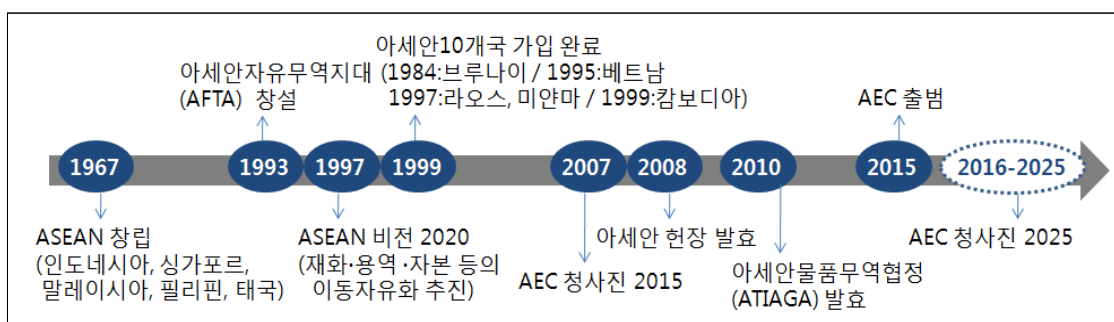 아세안10개국 가입 완료
아세안자유무역지대 (1984:브루나이 / 1995:베트남
(AFTA) 창설 1997:라오스, 미얀마 / 1999:캄보디아)
AEC 출범
1967 1993 1997 1999 2007 2008 2010 2015 2016-2025
ASEAN 창립
(인도네시아, 싱가포르,
말레이시아, 필리핀, 태국)
ASEAN 비전 2020
(재화·용역·자본 등의
이동자유화 추진)
AEC 청사진 2015
아세안 헌장 발효
아세안물품무역협정
(ATIAGA) 발효
AEC 청사진 2025